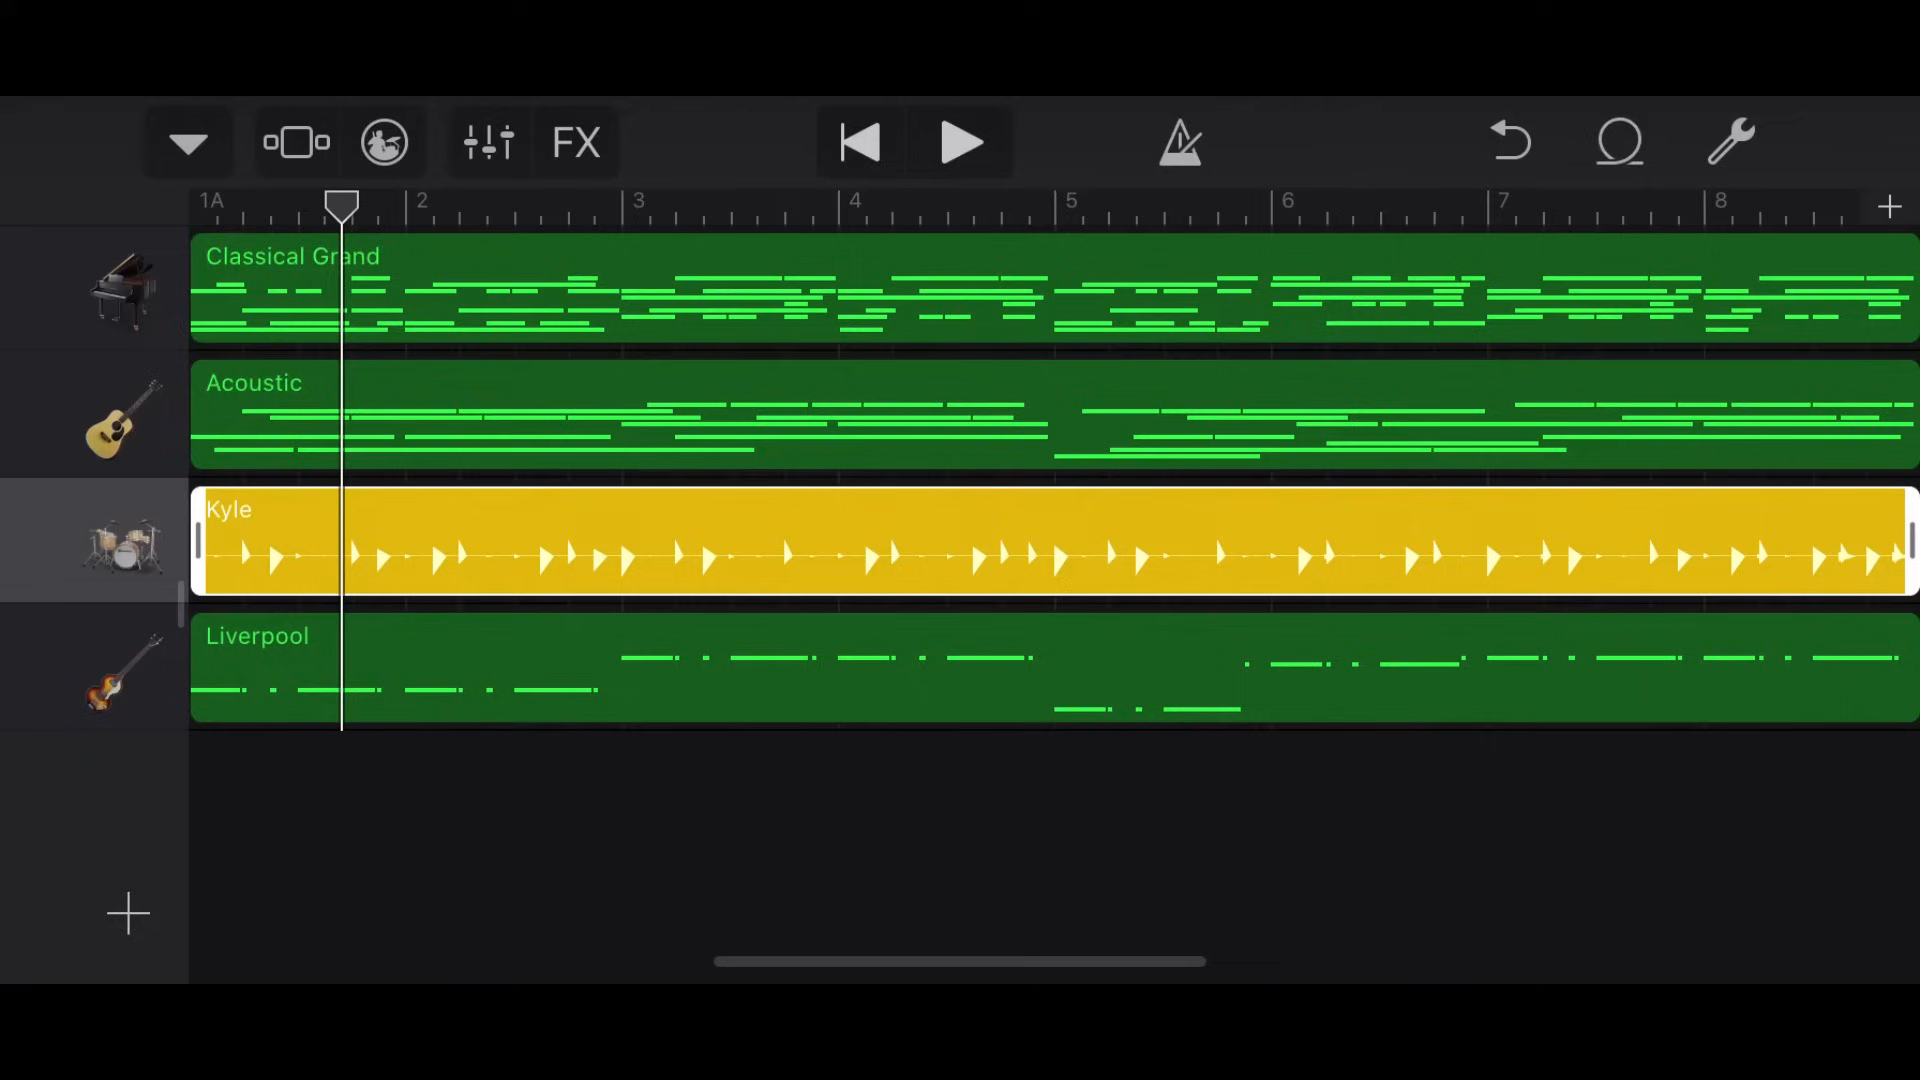 FX
1A 2 3 4 5 6 7 8
Classical Grand
Acoustic
Kyle
Liverpool